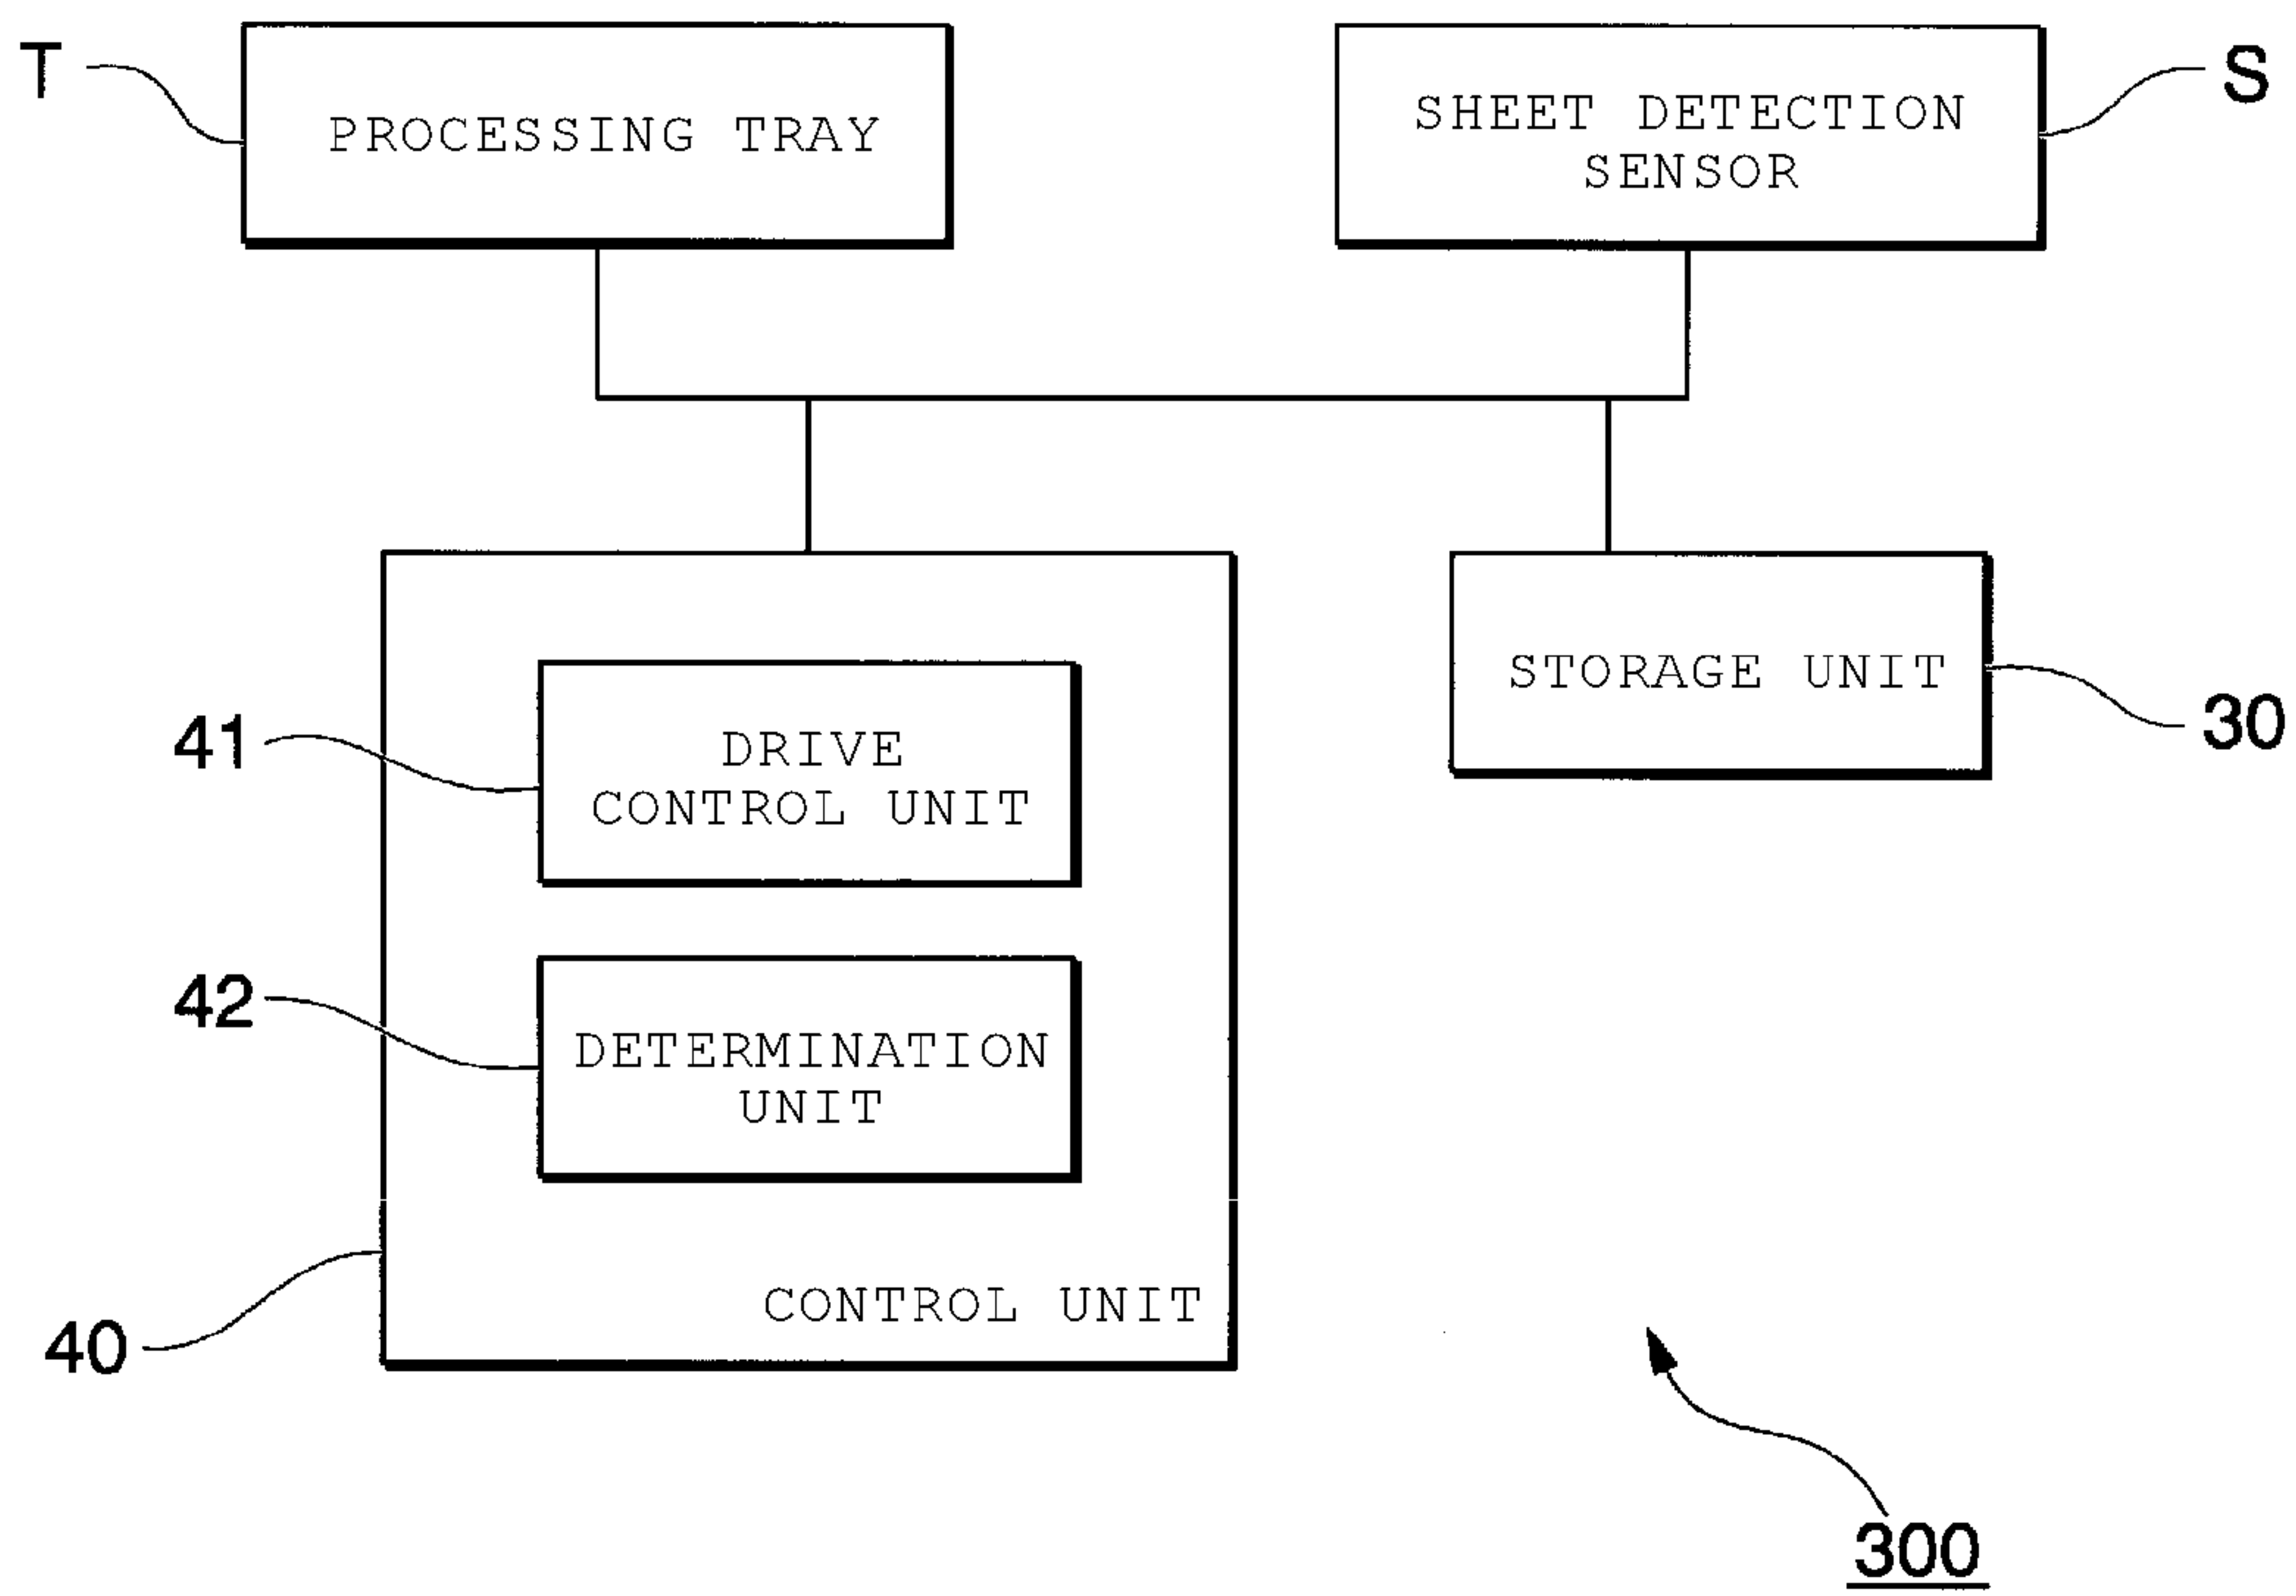 T
PROCESSING TRAY
SHEET DETECTION
SENSOR
S
41
DRIVE
CONTROL UNIT
STORAGE UNIT
30
42
DETERMINATION
UNIT
40
CONTROL UNIT
300